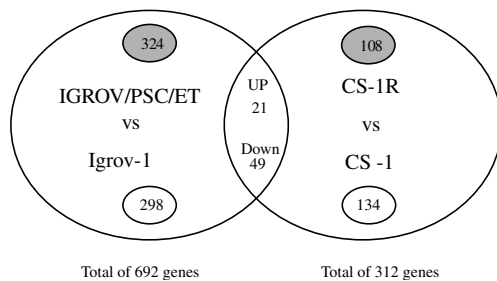 324
108
IGROV/PSC/ET
vs
Igrov-1
UP
21
Down
49
CS-1R
vs
CS -1
298
134
Total of 692 genes
Total of 312 genes